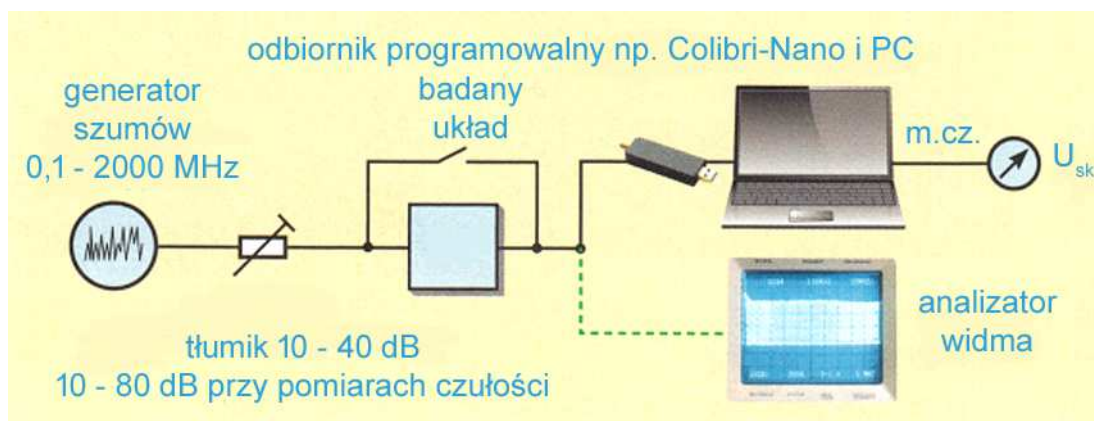 odbiornik programowalny np. Colibri-Nano i PC
generator
szumów
0,1 - 2000 MHz
badany
układ
m.cz.
U_sk
analizator
widma
tłumik 10 - 40 dB
10 - 80 dB przy pomiarach czułości